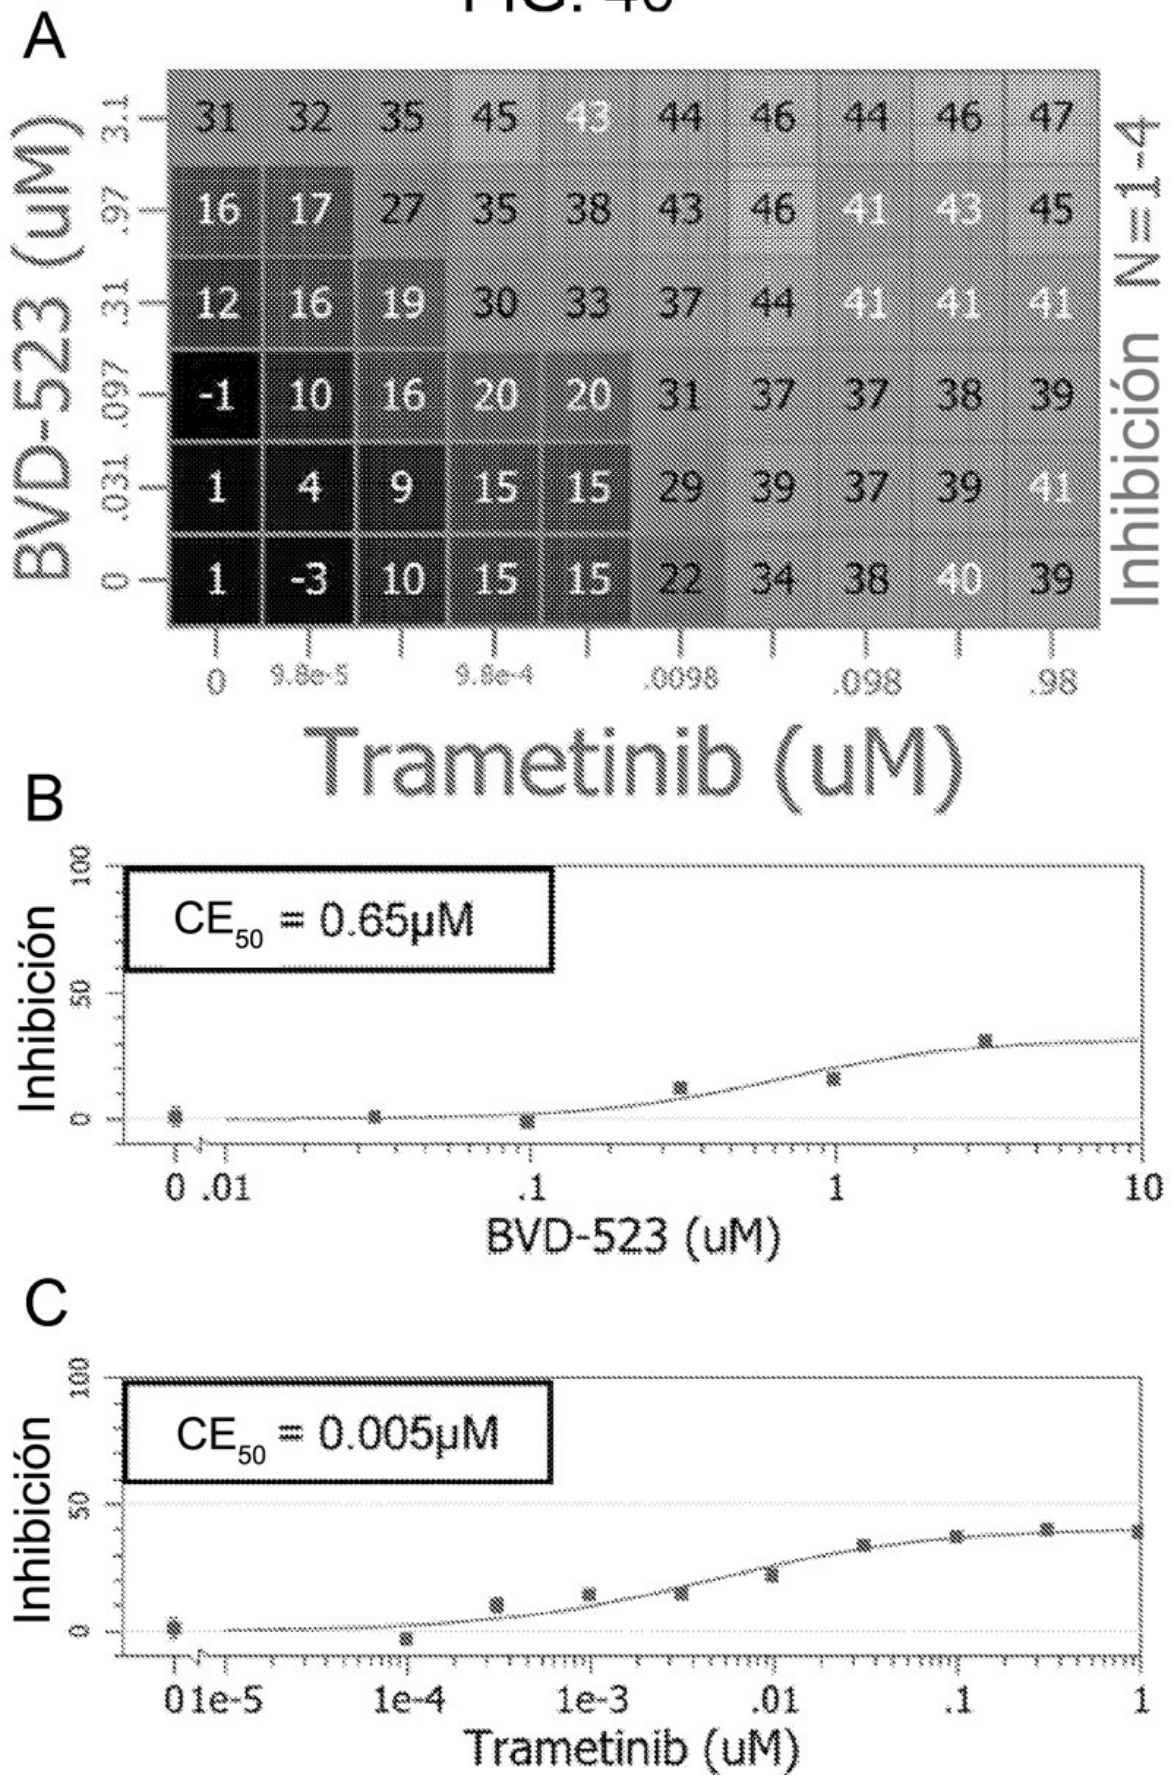 A
BVD-523 (uM)
3.1 31 32 35 45 43 44 46 44 46 47
.97 16 17 27 35 38 43 46 41 43 45
.31 12 16 19 30 33 37 44 41 41 41
.097 -1 10 16 20 20 31 37 37 38 39
.031 1 4 9 15 15 29 39 37 39 41
0 1 -3 10 15 15 22 34 38 40 39
0 9.8e-5 9.8e-4 .0098 .098 .98
Trametinib (uM)
Inhibición N=1-4
B
CE50 = 0.65µM
Inhibición
100
50
0
0 .01 .1 1 10
BVD-523 (uM)
C
CE50 = 0.005µM
Inhibición
100
50
0
01e-5 1e-4 1e-3 .01 .1 1
Trametinib (uM)